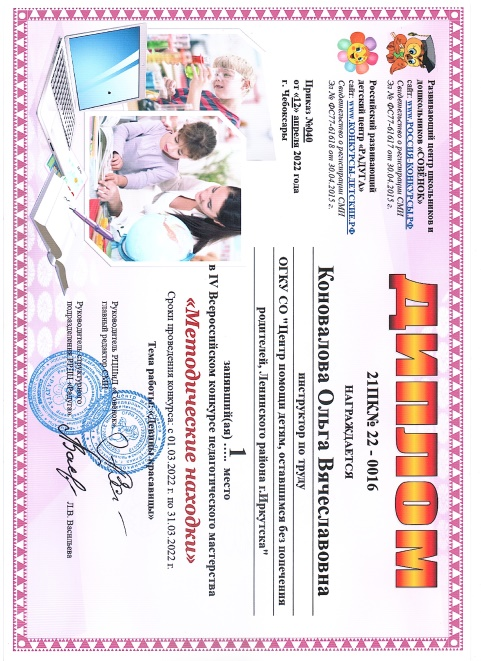 Развивающий центр школьников и
дошкольников «СОВЁНОК»
сайт: www.РОССИЯ-КОНКУРСЫ.РФ
Свидетельство о регистрации СМИ
Эл № ФС77-61617 от 30.04.2015 г.
Российский развивающий
детский центр «РАДУГА»
сайт: www.КОНКУРСЫ-ДЕТСКИЕ.РФ
Свидетельство о регистрации СМИ
Эл № ФС77-61618 от 30.04.2015 г.
Приказ №040
от «12» апреля 2022 года
г. Чебоксары
ДИПЛОМ
21ПК№ 22 - 0016
НАГРАЖДАЕТСЯ
Коновалова Ольга Вячеславовна
инструктор по труду
ОГКУ СО "Центр помощи детям, оставшимся без попечения
родителей, Ленинского района г.Иркутска"
занявший(ая) ...1... место
в IV Всероссийском конкурсе педагогического мастерства
«Методические находки»
Сроки проведения конкурса: с 01.03.2022 г. по 31.03.2022 г.
Тема работы: «Девицы красавицы»
Руководитель
главный редактор СМИ
Руководитель структурного
подразделения РРДЦ «Радуга»
Л.В. Васильева